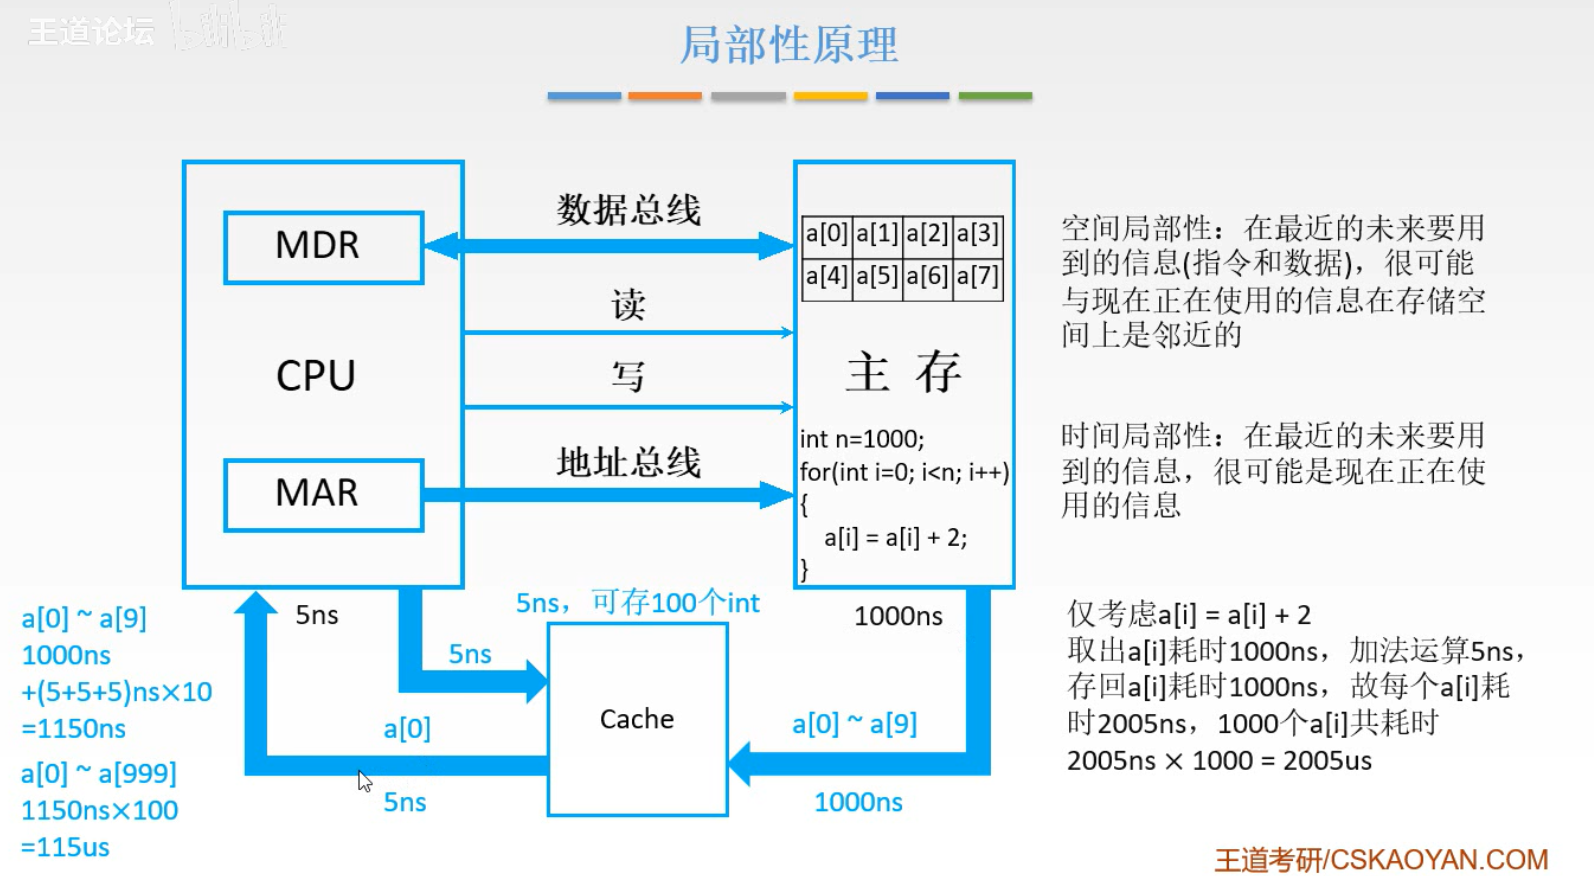 王道论坛 bilibili
局部性原理
MDR
CPU
MAR
数据总线
读
写
地址总线
a[0] a[1] a[2] a[3]
a[4] a[5] a[6] a[7]
主 存
int n=1000;
for(int i=0; i<n; i++)
{
a[i] = a[i] + 2;
}
空间局部性：在最近的未来要用
到的信息(指令和数据)，很可能
与现在正在使用的信息在存储空
间上是邻近的
时间局部性：在最近的未来要用
到的信息，很可能是现在正在使
用的信息
a[0] ~ a[9]
1000ns
+(5+5+5)ns×10
=1150ns
a[0] ~ a[999]
1150ns×100
=115us
5ns
5ns，可存100个int
5ns
Cache
a[0]
5ns
1000ns
a[0] ~ a[9]
1000ns
仅考虑a[i] = a[i] + 2
取出a[i]耗时1000ns，加法运算5ns，
存回a[i]耗时1000ns，故每个a[i]耗
时2005ns，1000个a[i]共耗时
2005ns × 1000 = 2005us
王道考研/CSKAOYAN.COM